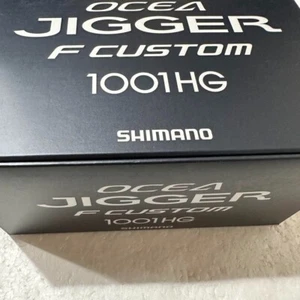 OCEA
JIGGER
F CUSTOM
1001HG
SHIMANO
OCEA
JIGGER
F CUSTOM
1001HG